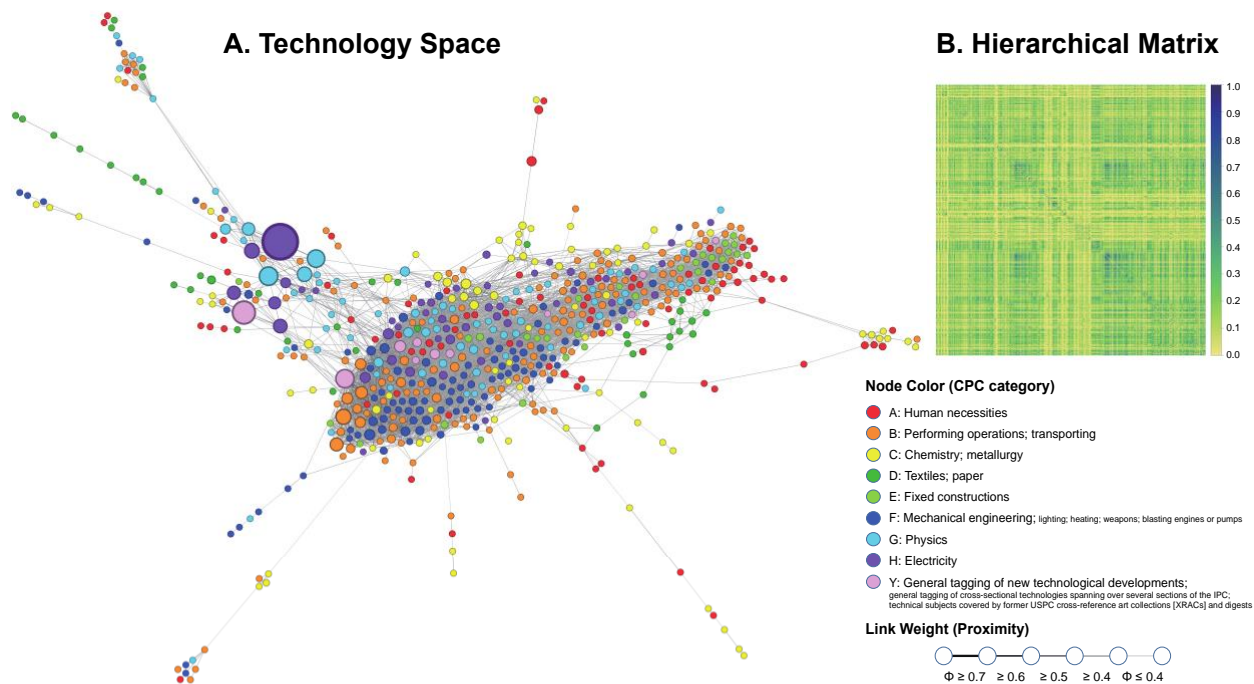 A. Technology Space
B. Hierarchical Matrix
1.0
0.9
0.8
0.7
0.6
0.5
0.4
0.3
0.2
0.1
0.0
Node Color (CPC category)
A: Human necessities
B: Performing operations; transporting
C: Chemistry; metallurgy
D: Textiles; paper
E: Fixed constructions
F: Mechanical engineering; lighting; heating; weapons; blasting engines or pumps
G: Physics
H: Electricity
Y: General tagging of new technological developments;
general tagging of cross-sectional technologies spanning over several sections of the IPC;
technical subjects covered by former USPC cross-reference art collections [XRACs] and digests
Link Weight (Proximity)
Φ ≥ 0.7 ≥ 0.6 ≥ 0.5 ≥ 0.4 Φ ≤ 0.4